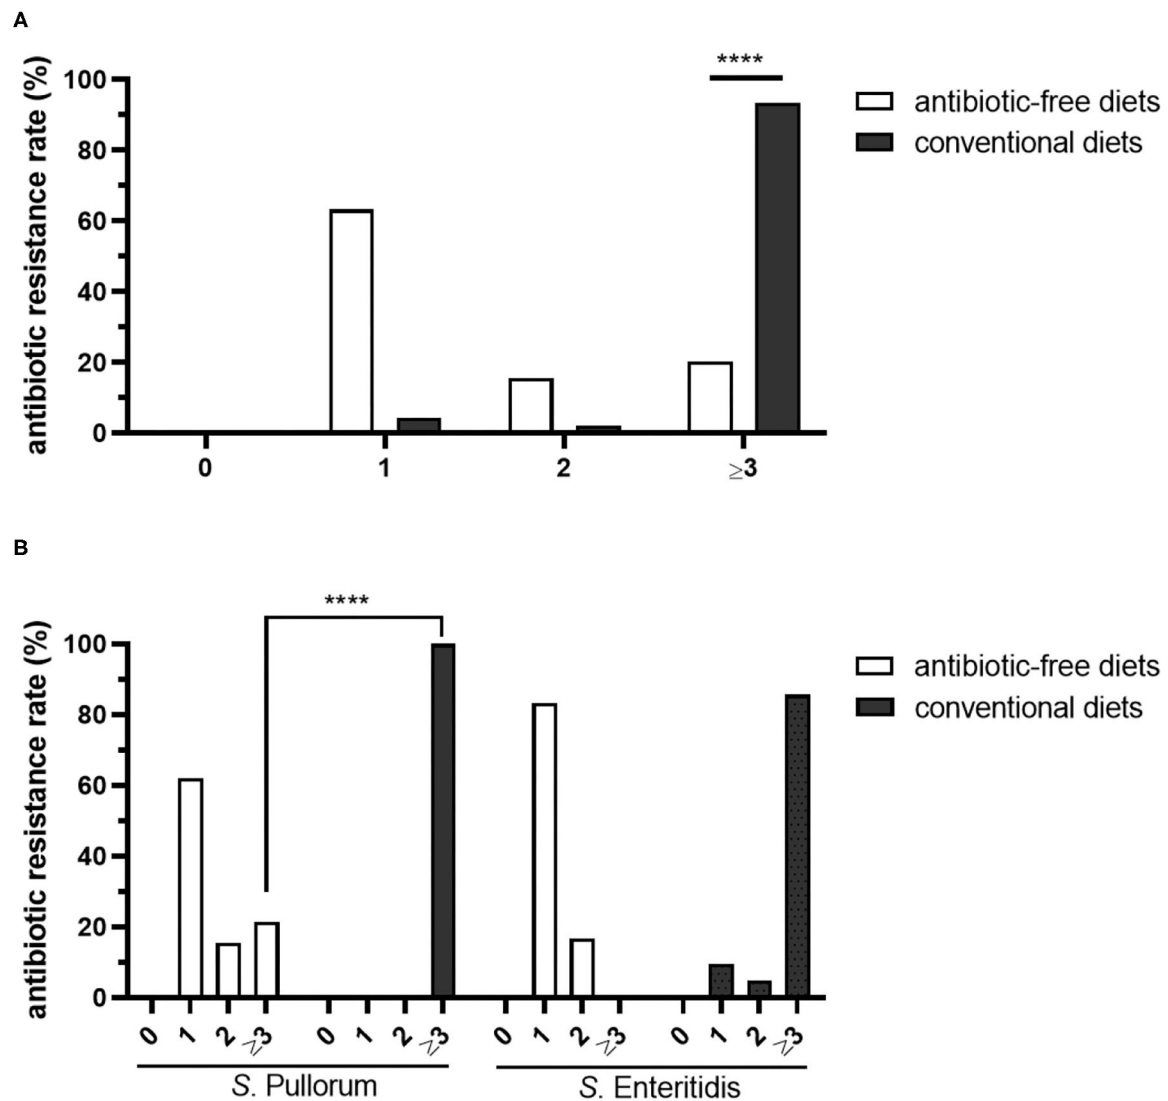 A
antibiotic resistance rate (%)
100
80
60
40
20
0
0 1 2 ≥3
****
antibiotic-free diets
conventional diets
B
antibiotic resistance rate (%)
100
80
60
40
20
0
****
antibiotic-free diets
conventional diets
0 1 2 ≥3 0 1 2 ≥3 0 1 2 ≥3 0 1 2 ≥3
S. Pullorum S. Enteritidis